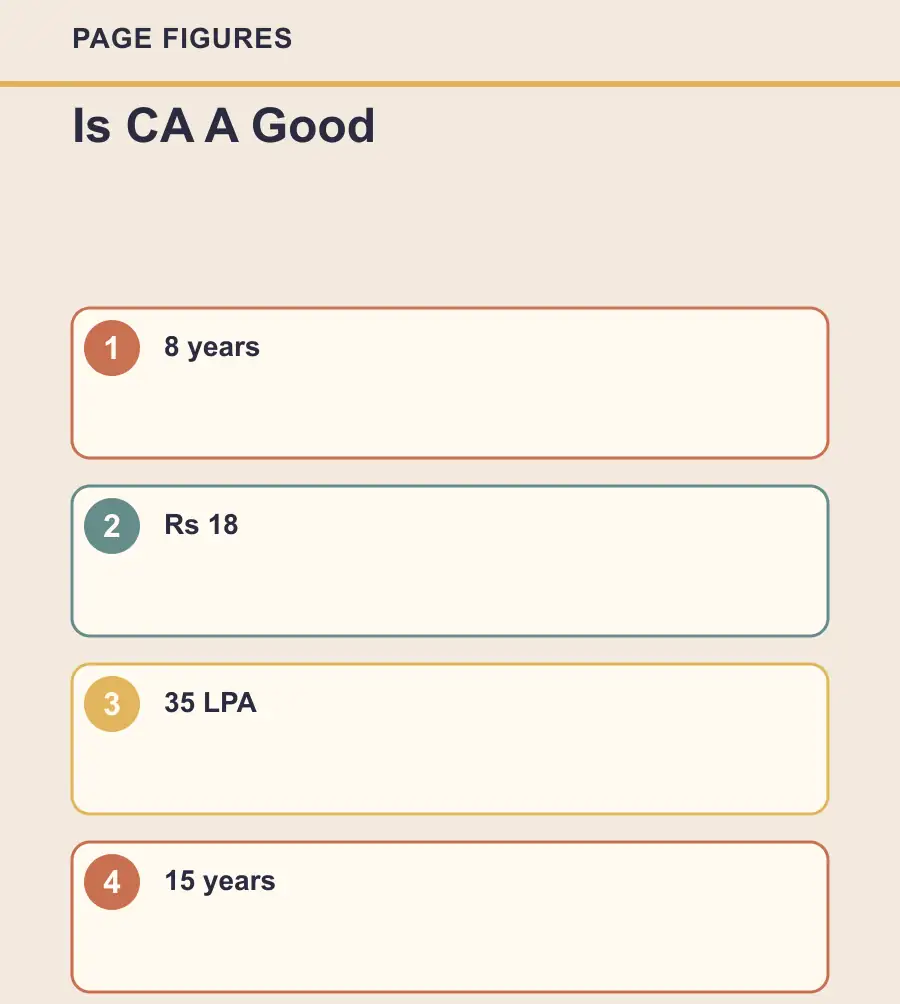 PAGE FIGURES
Is CA A Good
1 8 years
2 Rs 18
3 35 LPA
4 15 years